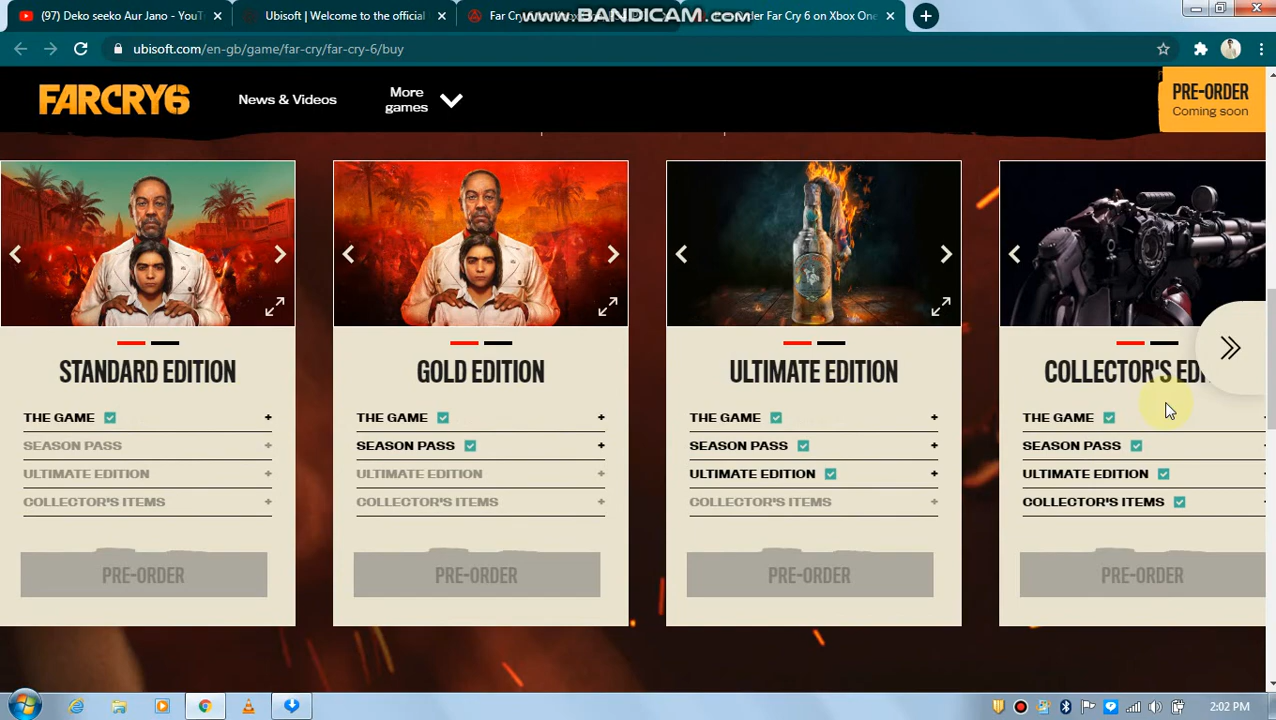 (97) Deko seeko Aur Jano - YouT
Ubisoft | Welcome to the official
Far Cry
www.BANDICAM.com
der Far Cry 6 on Xbox One
ubisoft.com/en-gb/game/far-cry/far-cry-6/buy
FARCRY6
News & Videos
More games
PRE-ORDER
Coming soon
STANDARD EDITION
THE GAME +
SEASON PASS +
ULTIMATE EDITION +
COLLECTOR'S ITEMS +
PRE-ORDER
GOLD EDITION
THE GAME +
SEASON PASS +
ULTIMATE EDITION +
COLLECTOR'S ITEMS +
PRE-ORDER
ULTIMATE EDITION
THE GAME +
SEASON PASS +
ULTIMATE EDITION +
COLLECTOR'S ITEMS +
PRE-ORDER
COLLECTOR'S EDI
THE GAME
SEASON PASS
ULTIMATE EDITION
COLLECTOR'S ITEMS
PRE-ORDER
2:02 PM